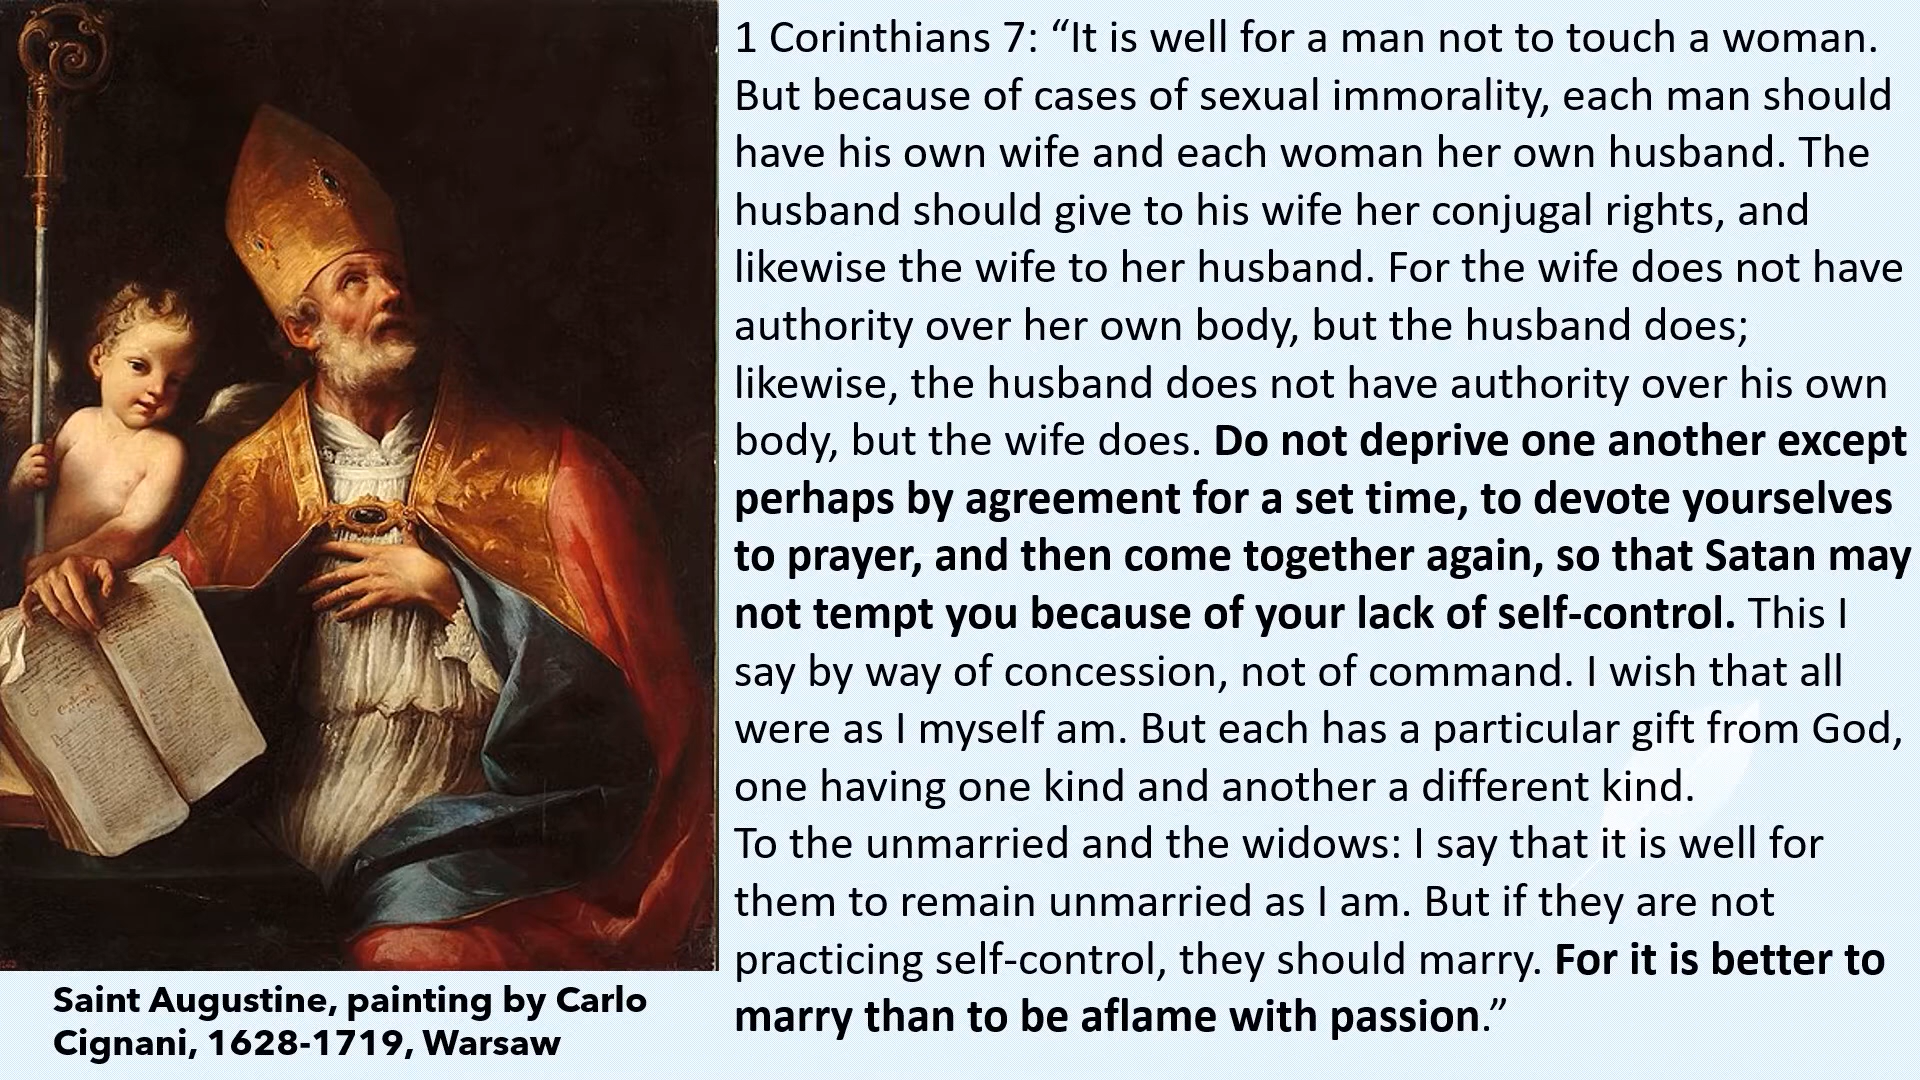 1 Corinthians 7: “It is well for a man not to touch a woman.
But because of cases of sexual immorality, each man should
have his own wife and each woman her own husband. The
husband should give to his wife her conjugal rights, and
likewise the wife to her husband. For the wife does not have
authority over her own body, but the husband does;
likewise, the husband does not have authority over his own
body, but the wife does. Do not deprive one another except
perhaps by agreement for a set time, to devote yourselves
to prayer, and then come together again, so that Satan may
not tempt you because of your lack of self-control. This I
say by way of concession, not of command. I wish that all
were as I myself am. But each has a particular gift from God,
one having one kind and another a different kind.
To the unmarried and the widows: I say that it is well for
them to remain unmarried as I am. But if they are not
practicing self-control, they should marry. For it is better to
marry than to be aflame with passion.”
Saint Augustine, painting by Carlo
Cignani, 1628-1719, Warsaw